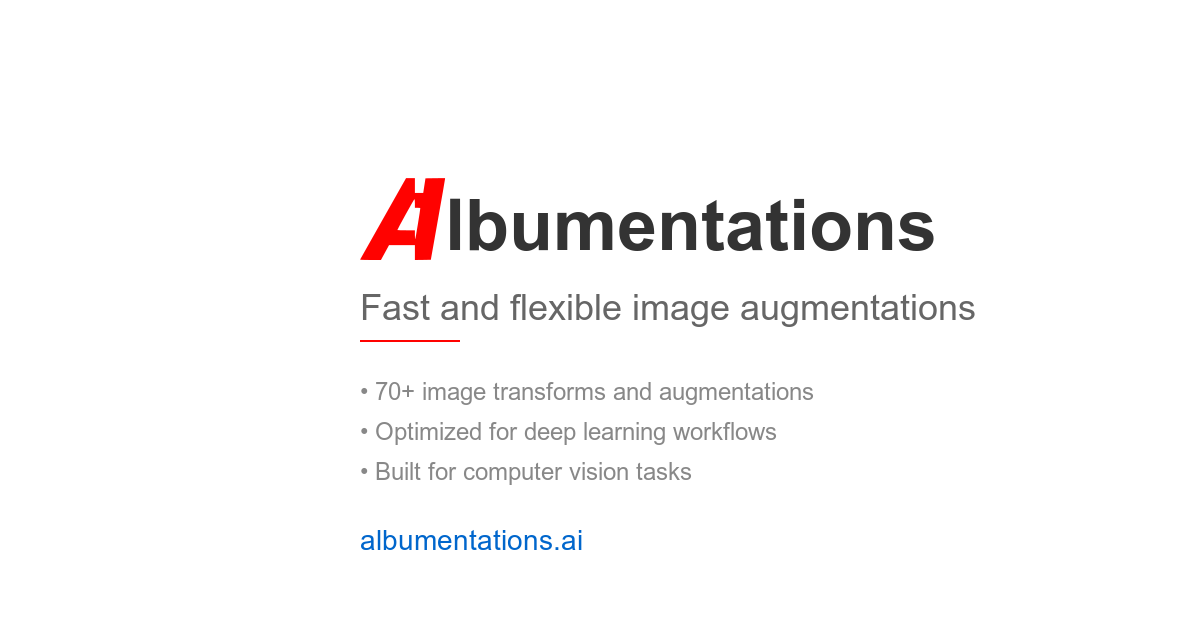 Albumentations
Fast and flexible image augmentations
• 70+ image transforms and augmentations
• Optimized for deep learning workflows
• Built for computer vision tasks
albumentations.ai